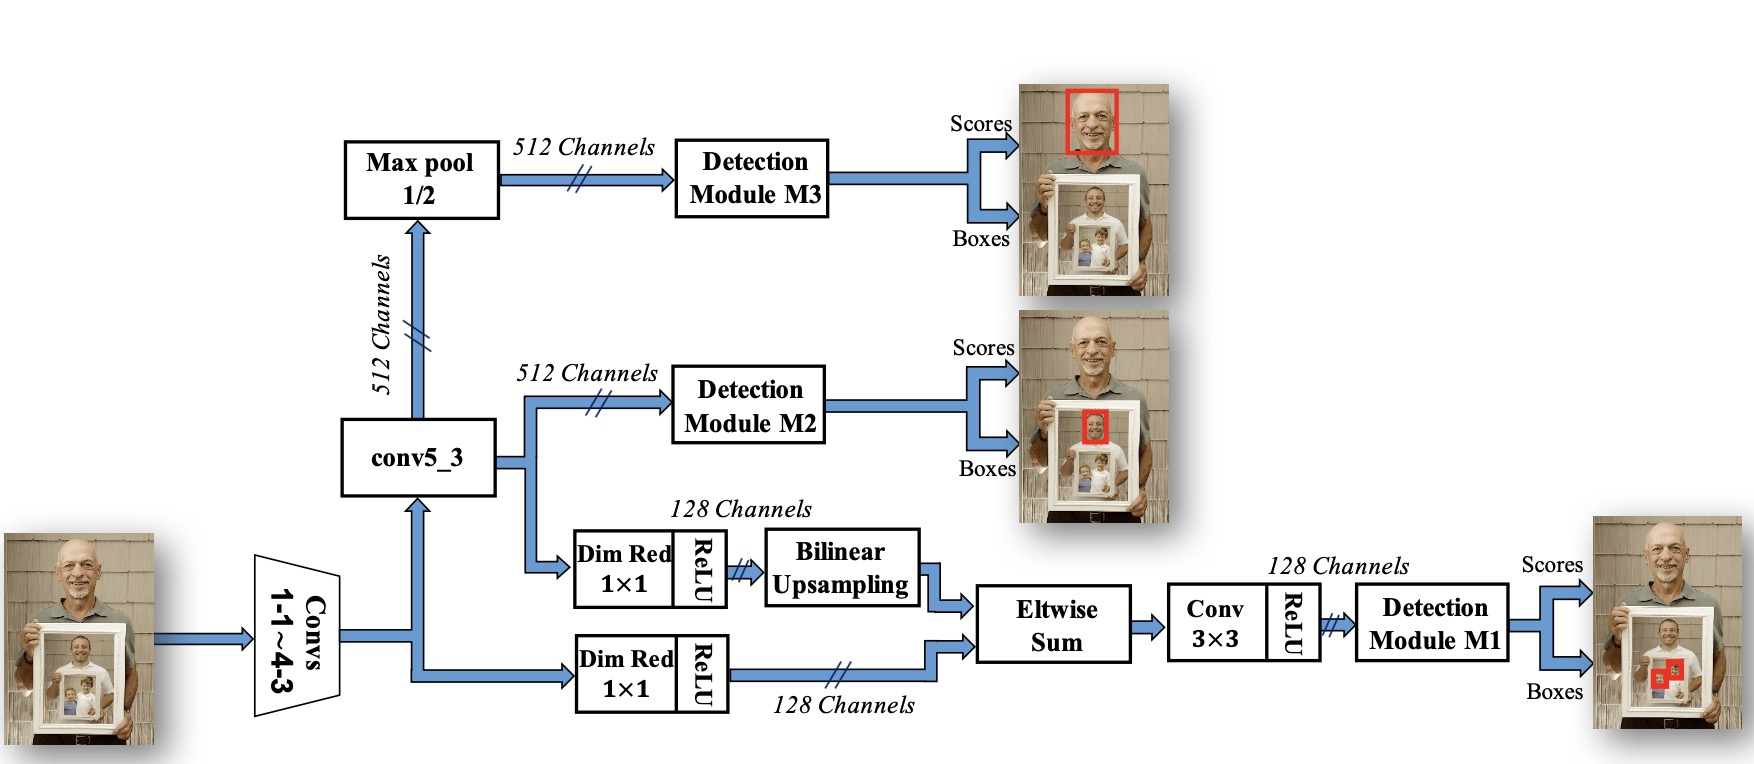 512 Channels
Max pool
1/2
Detection
Module M3
Scores
Boxes
512 Channels
512 Channels
Detection
Module M2
Scores
Boxes
conv5_3
128 Channels
Dim Red
1×1
ReLU
Bilinear
Upsampling
Convs
1-1~4-3
Dim Red
1×1
ReLU
128 Channels
Eltwise
Sum
Conv
3×3
ReLU
128 Channels
Detection
Module M1
Scores
Boxes